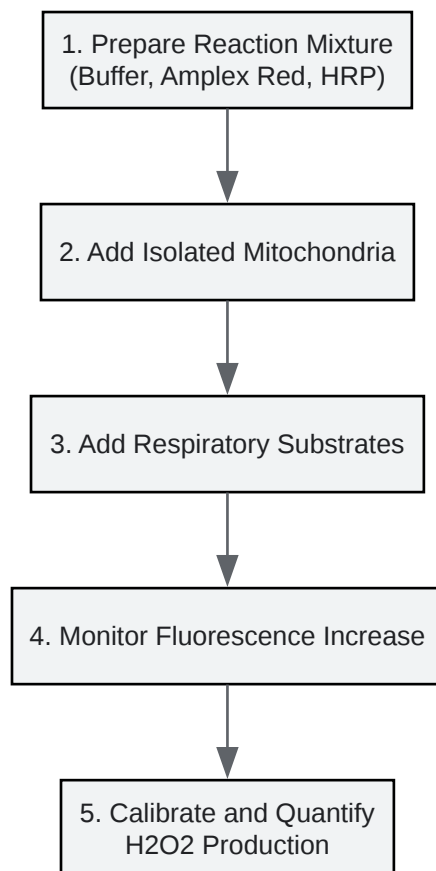 1. Prepare Reaction Mixture
(Buffer, Amplex Red, HRP)
2. Add Isolated Mitochondria
3. Add Respiratory Substrates
4. Monitor Fluorescence Increase
5. Calibrate and Quantify
H2O2 Production